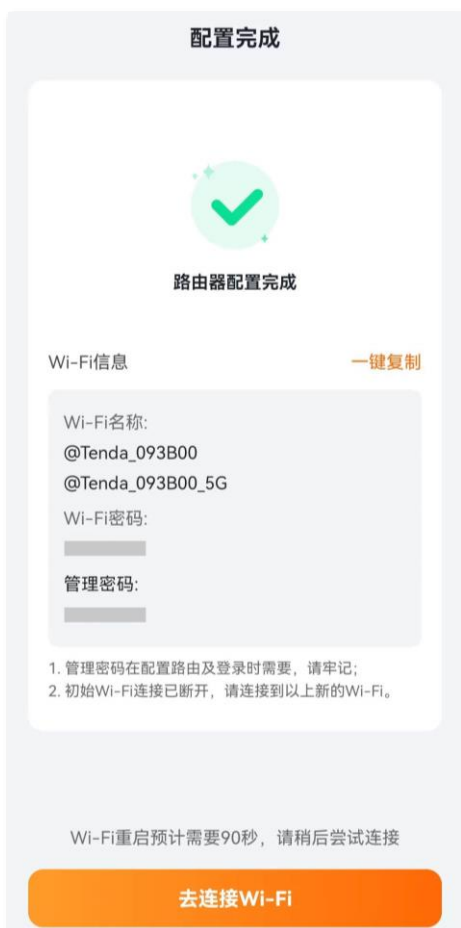 配置完成
路由器配置完成
Wi-Fi信息
一键复制
Wi-Fi名称:
@Tenda_093B00
@Tenda_093B00_5G
Wi-Fi密码:
管理密码:
1. 管理密码在配置路由及登录时需要，请牢记；
2. 初始Wi-Fi连接已断开，请连接到以上新的Wi-Fi。
Wi-Fi重启预计需要90秒，请稍后尝试连接
去连接Wi-Fi